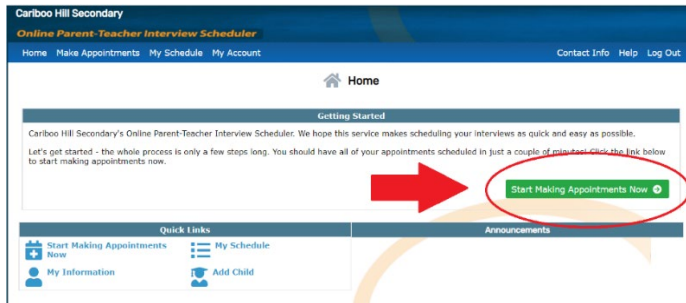 Cariboo Hill Secondary
Online Parent-Teacher Interview Scheduler
Home Make Appointments My Schedule My Account Contact Info Help Log Out
Home
Getting Started
Cariboo Hill Secondary's Online Parent-Teacher Interview Scheduler. We hope this service makes scheduling your interviews as quick and easy as possible.
Let's get started - the whole process is only a few steps long. You should have all of your appointments scheduled in just a couple of minutes! Click the link below
to start making appointments now.
Start Making Appointments Now
Quick Links
Announcements
Start Making Appointments
Now
My Schedule
My Information
Add Child